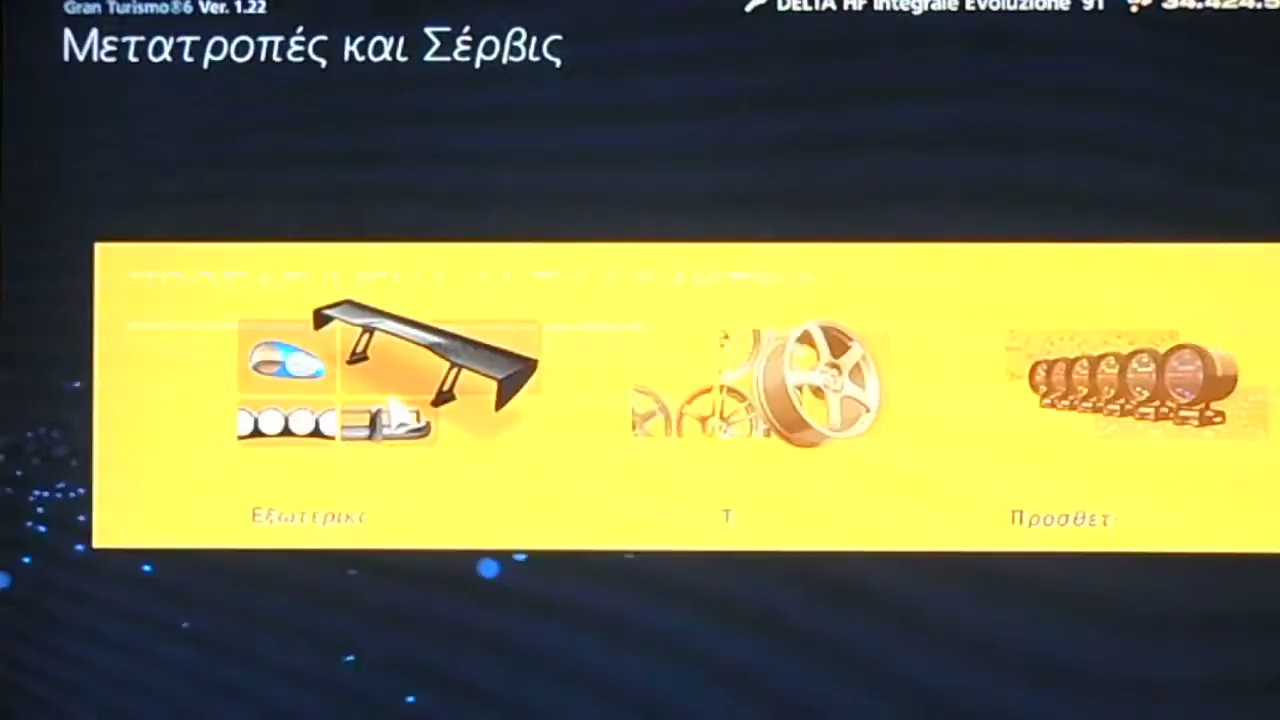 Gran Turismo®6 Ver. 1.22
DELTA HF Integrale Evoluzione '91
Μετατροπές και Σέρβις
Εξωτερικ
Τ
Προσθετ